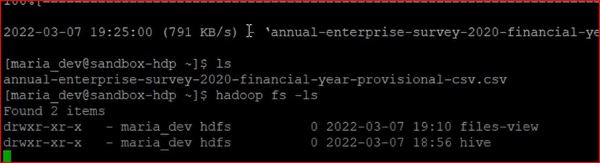 100%[
2022-03-07 19:25:00 (791 KB/s) - 'annual-enterprise-survey-2020-financial-ye
[maria_dev@sandbox-hdp ~]$ ls
annual-enterprise-survey-2020-financial-year-provisional-csv.csv
[maria_dev@sandbox-hdp ~]$ hadoop fs -ls
Found 2 items
drwxr-xr-x - maria_dev hdfs 0 2022-03-07 19:10 files-view
drwxr-xr-x - maria_dev hdfs 0 2022-03-07 18:56 hive